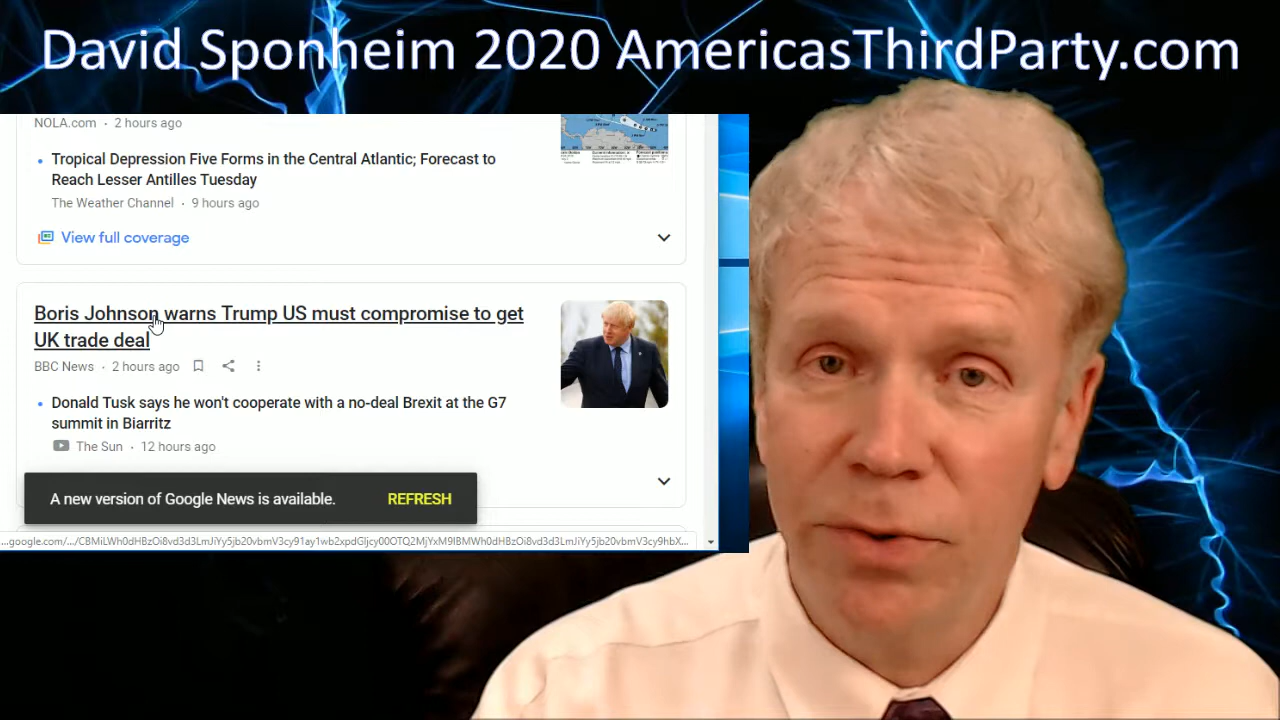 David Sponheim 2020 AmericasThirdParty.com
NOLA.com · 2 hours ago
• Tropical Depression Five Forms in the Central Atlantic; Forecast to
Reach Lesser Antilles Tuesday
The Weather Channel · 9 hours ago
View full coverage
Boris Johnson warns Trump US must compromise to get
UK trade deal
BBC News · 2 hours ago
• Donald Tusk says he won't cooperate with a no-deal Brexit at the G7
summit in Biarritz
The Sun · 12 hours ago
A new version of Google News is available. REFRESH